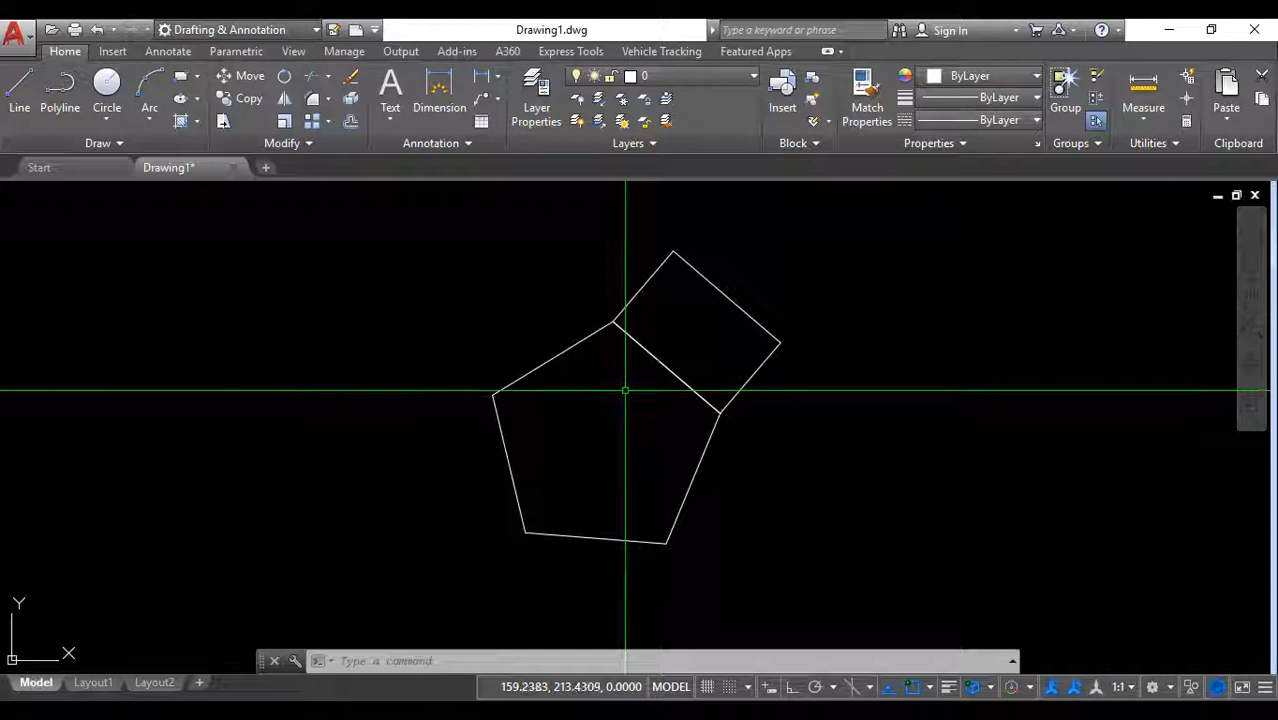 Drafting & Annotation
Drawing1.dwg
Type a keyword or phrase
Sign In
Home Insert Annotate Parametric View Manage Output Add-ins A360 Express Tools Vehicle Tracking Featured Apps
Move 0 ByLayer
Copy ByLayer
Line Polyline Circle Arc Text Dimension Layer Properties Insert Match Properties Group Measure Paste
ByLayer
Draw Modify Annotation Layers Block Properties Groups Utilities Clipboard
Start Drawing1* +
Y
X
Type a command
Model Layout1 Layout2 + 159.2383, 213.4309, 0.0000 MODEL 1:1